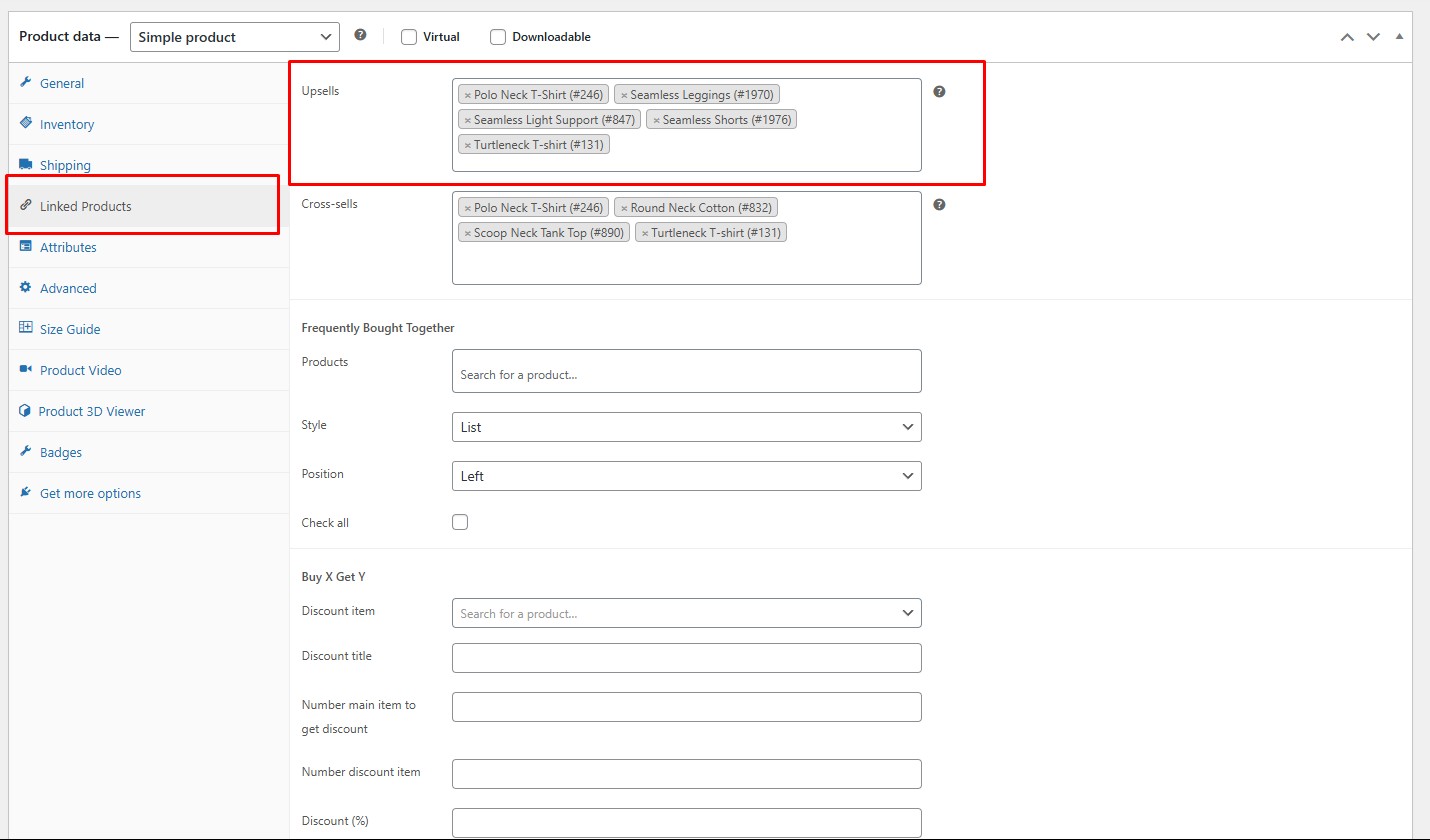 Product data — Simple product Virtual Downloadable
General
Inventory
Shipping
Linked Products
Attributes
Advanced
Size Guide
Product Video
Product 3D Viewer
Badges
Get more options
Upsells
× Polo Neck T-Shirt (#246) × Seamless Leggings (#1970)
× Seamless Light Support (#847) × Seamless Shorts (#1976)
× Turtleneck T-shirt (#131)
Cross-sells
× Polo Neck T-Shirt (#246) × Round Neck Cotton (#832)
× Scoop Neck Tank Top (#890) × Turtleneck T-shirt (#131)
Frequently Bought Together
Products
Search for a product...
Style
List
Position
Left
Check all
Buy X Get Y
Discount item
Search for a product...
Discount title
Number main item to
get discount
Number discount item
Discount (%)